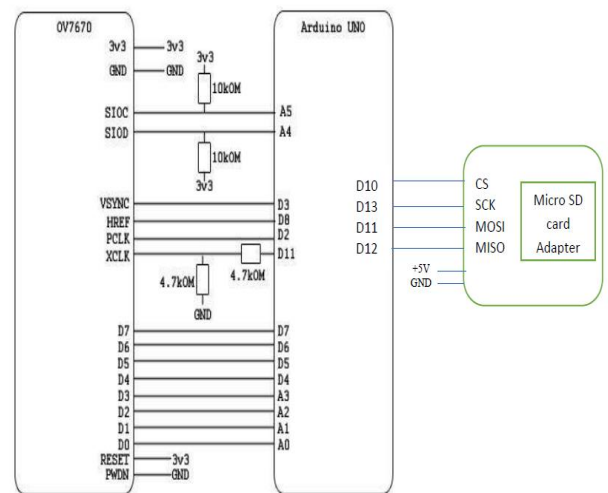 OV7670
Arduino UNO
3v3
3v3
GND
GND
3v3
10kOM
SIOC
A5
SIOD
A4
10kOM
3v3
VSYNC
D3
HREF
D8
PCLK
D2
XCLK
D11
4.7kOM
4.7kOM
GND
D7
D7
D6
D6
D5
D5
D4
D4
D3
A3
D2
A2
D1
A1
D0
A0
RESET
3v3
PWDN
GND
D10
CS
D13
SCK
D11
MOSI
D12
MISO
+5V
GND
Micro SD
card
Adapter